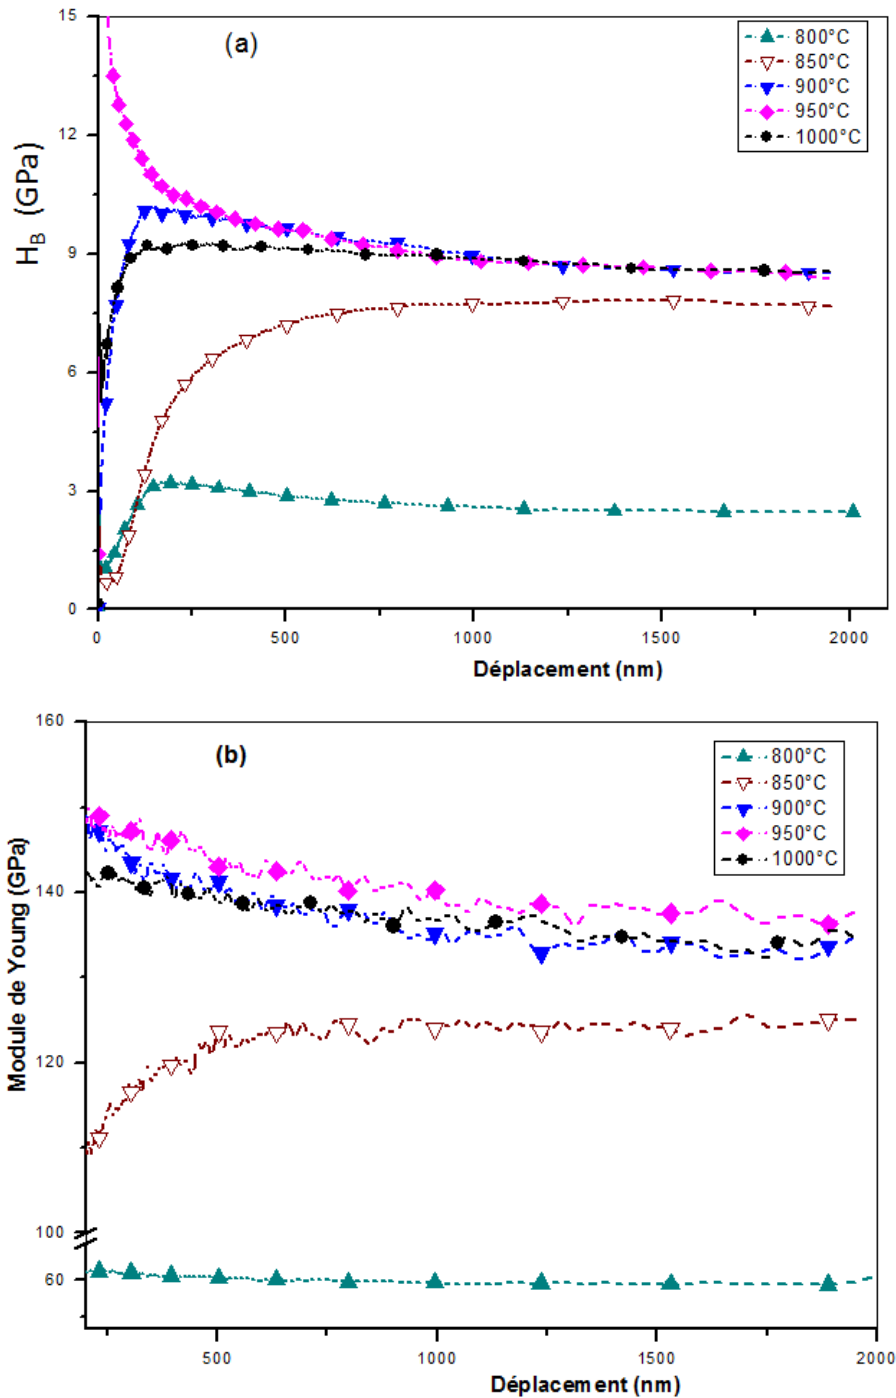 (a)
800°C
850°C
900°C
950°C
1000°C
15
12
9
6
3
0
H_B (GPa)
0
500
1000
1500
2000
Déplacement (nm)
(b)
800°C
850°C
900°C
950°C
1000°C
160
140
120
100
60
Module de Young (GPa)
500
1000
1500
2000
Déplacement (nm)